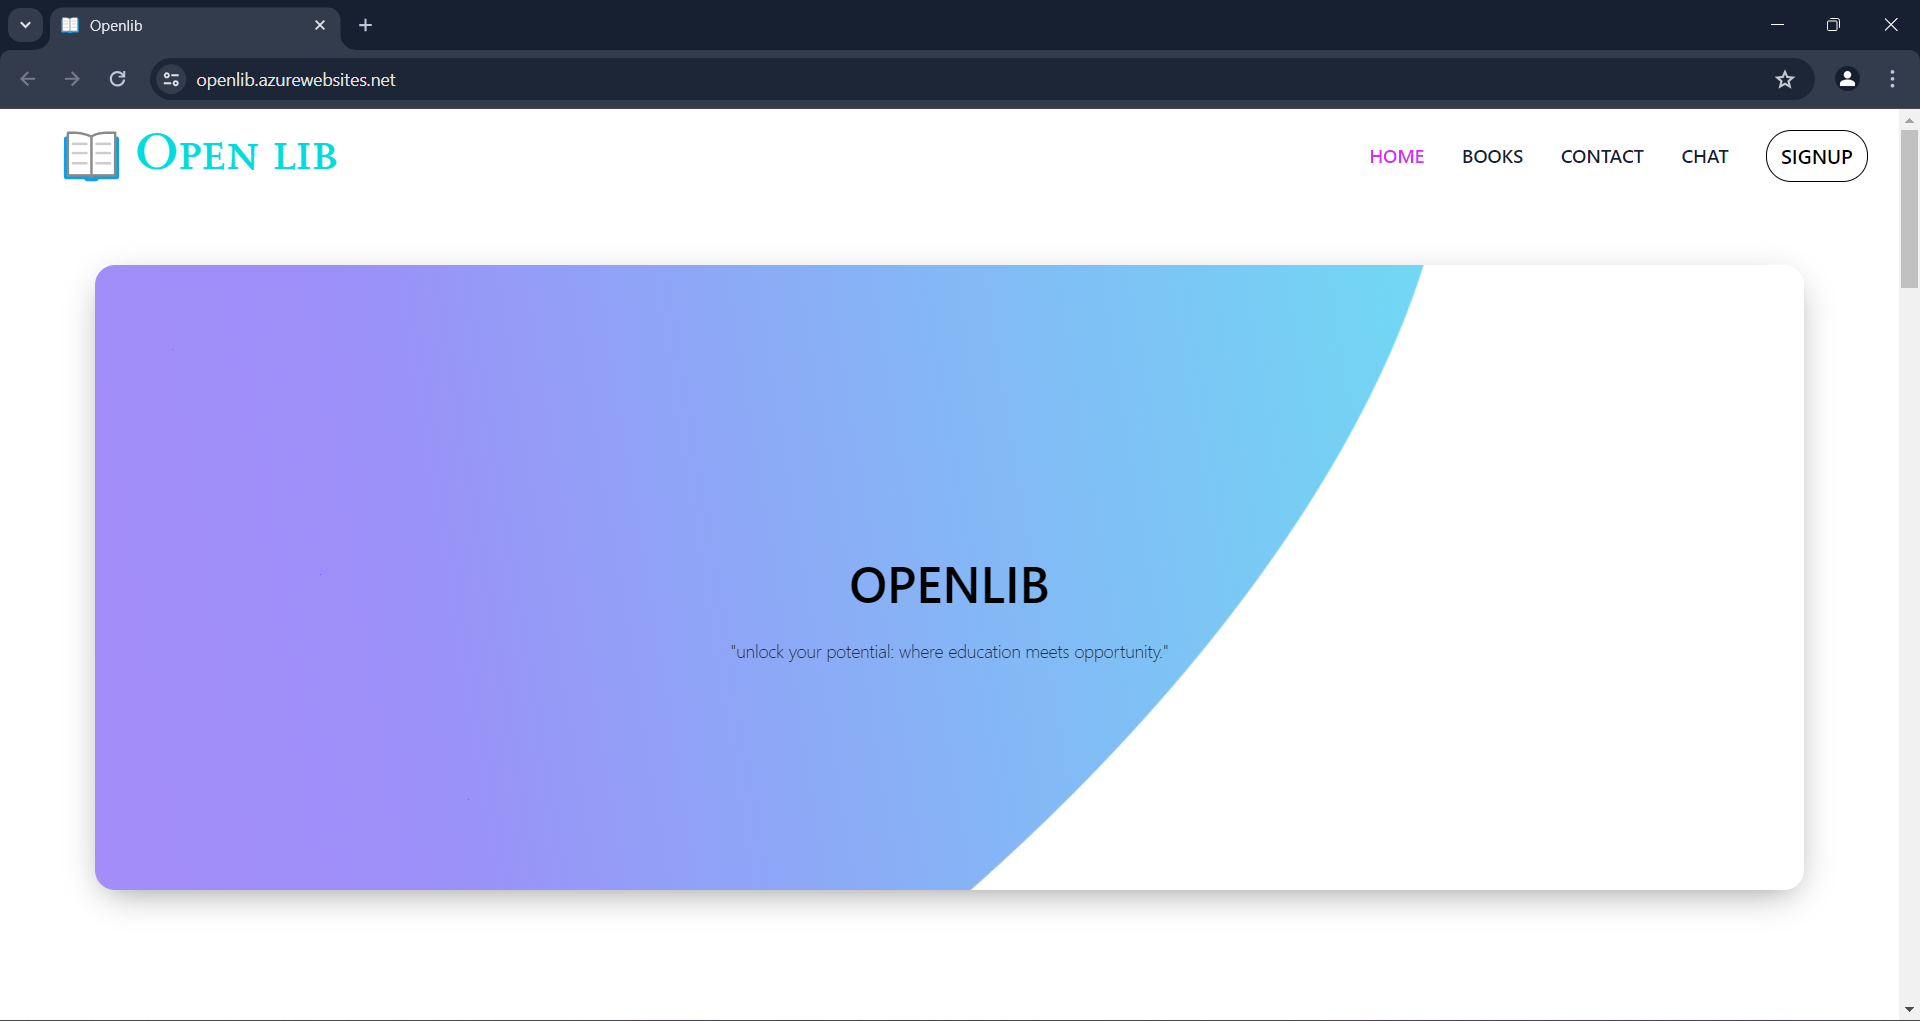 Openlib
openlib.azurewebsites.net
OPEN LIB
HOME BOOKS CONTACT CHAT SIGNUP
OPENLIB
"unlock your potential: where education meets opportunity."